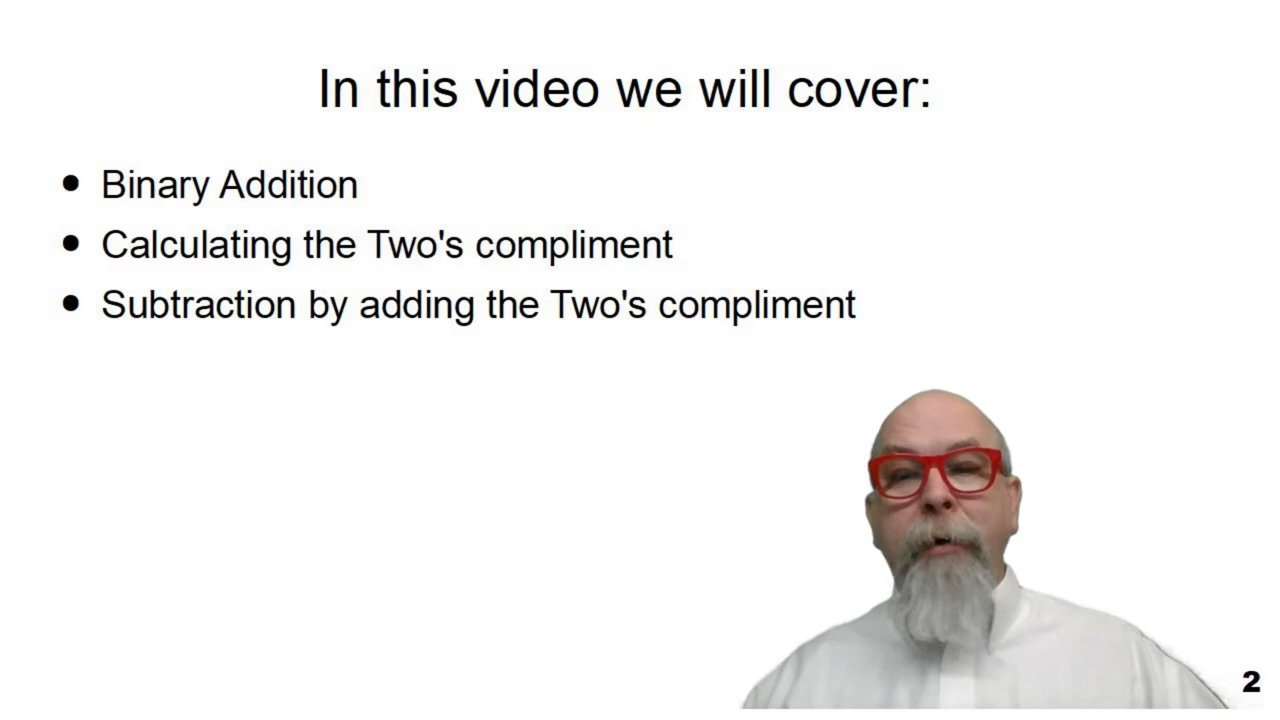 In this video we will cover:
● Binary Addition
● Calculating the Two's compliment
● Subtraction by adding the Two's compliment
2